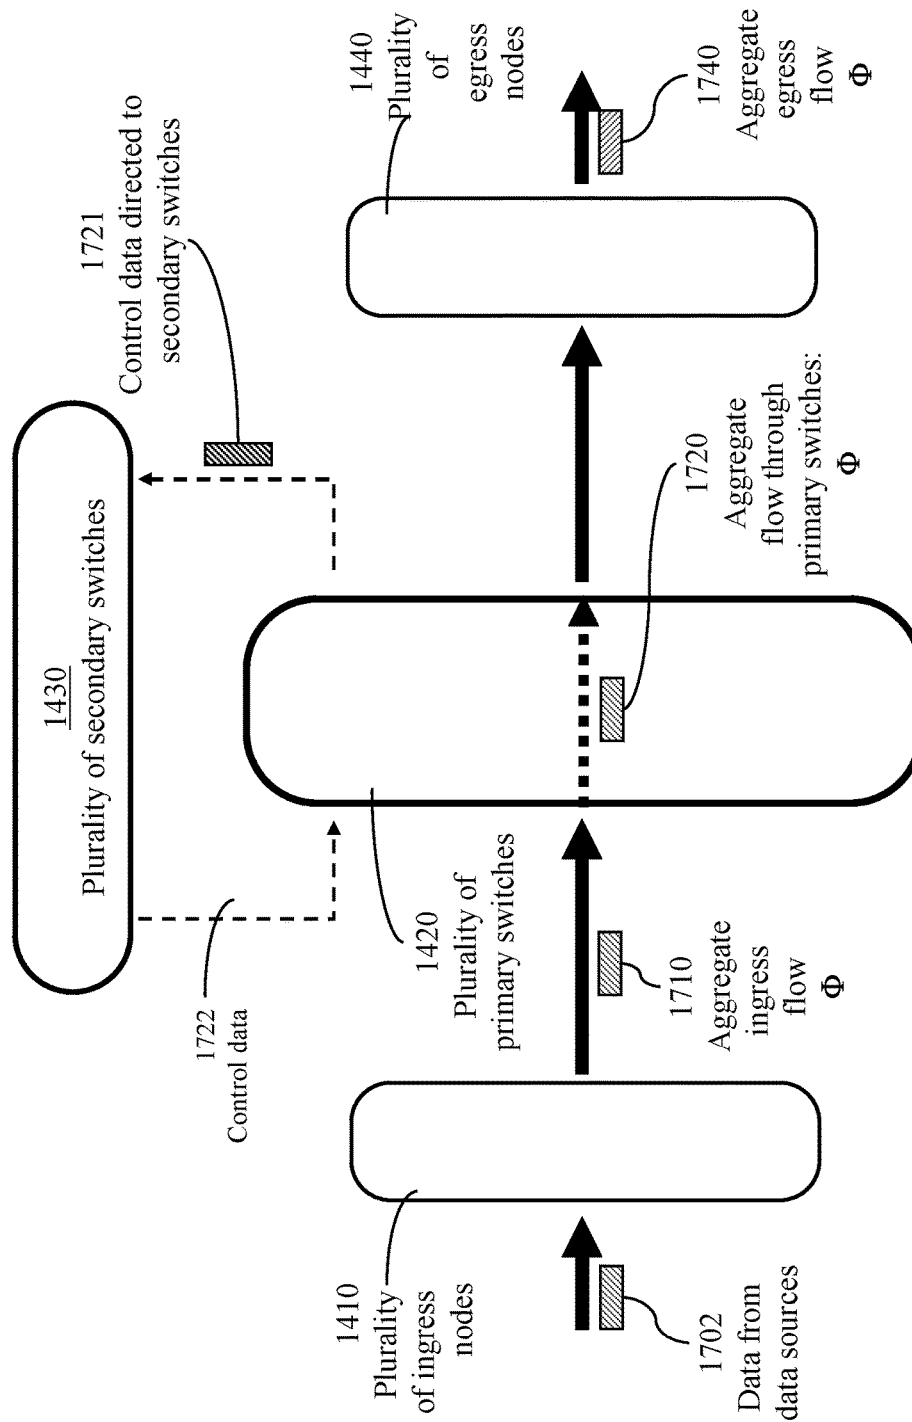 1430
Plurality of secondary switches
1721
Control data directed to
secondary switches
1722
Control data
1410
Plurality
of ingress
nodes
1420
Plurality of
primary switches
1440
Plurality
of
egress
nodes
1702
Data from
data sources
1710
Aggregate
ingress
flow
Φ
1720
Aggregate
flow through
primary switches:
Φ
1740
Aggregate
egress
flow
Φ